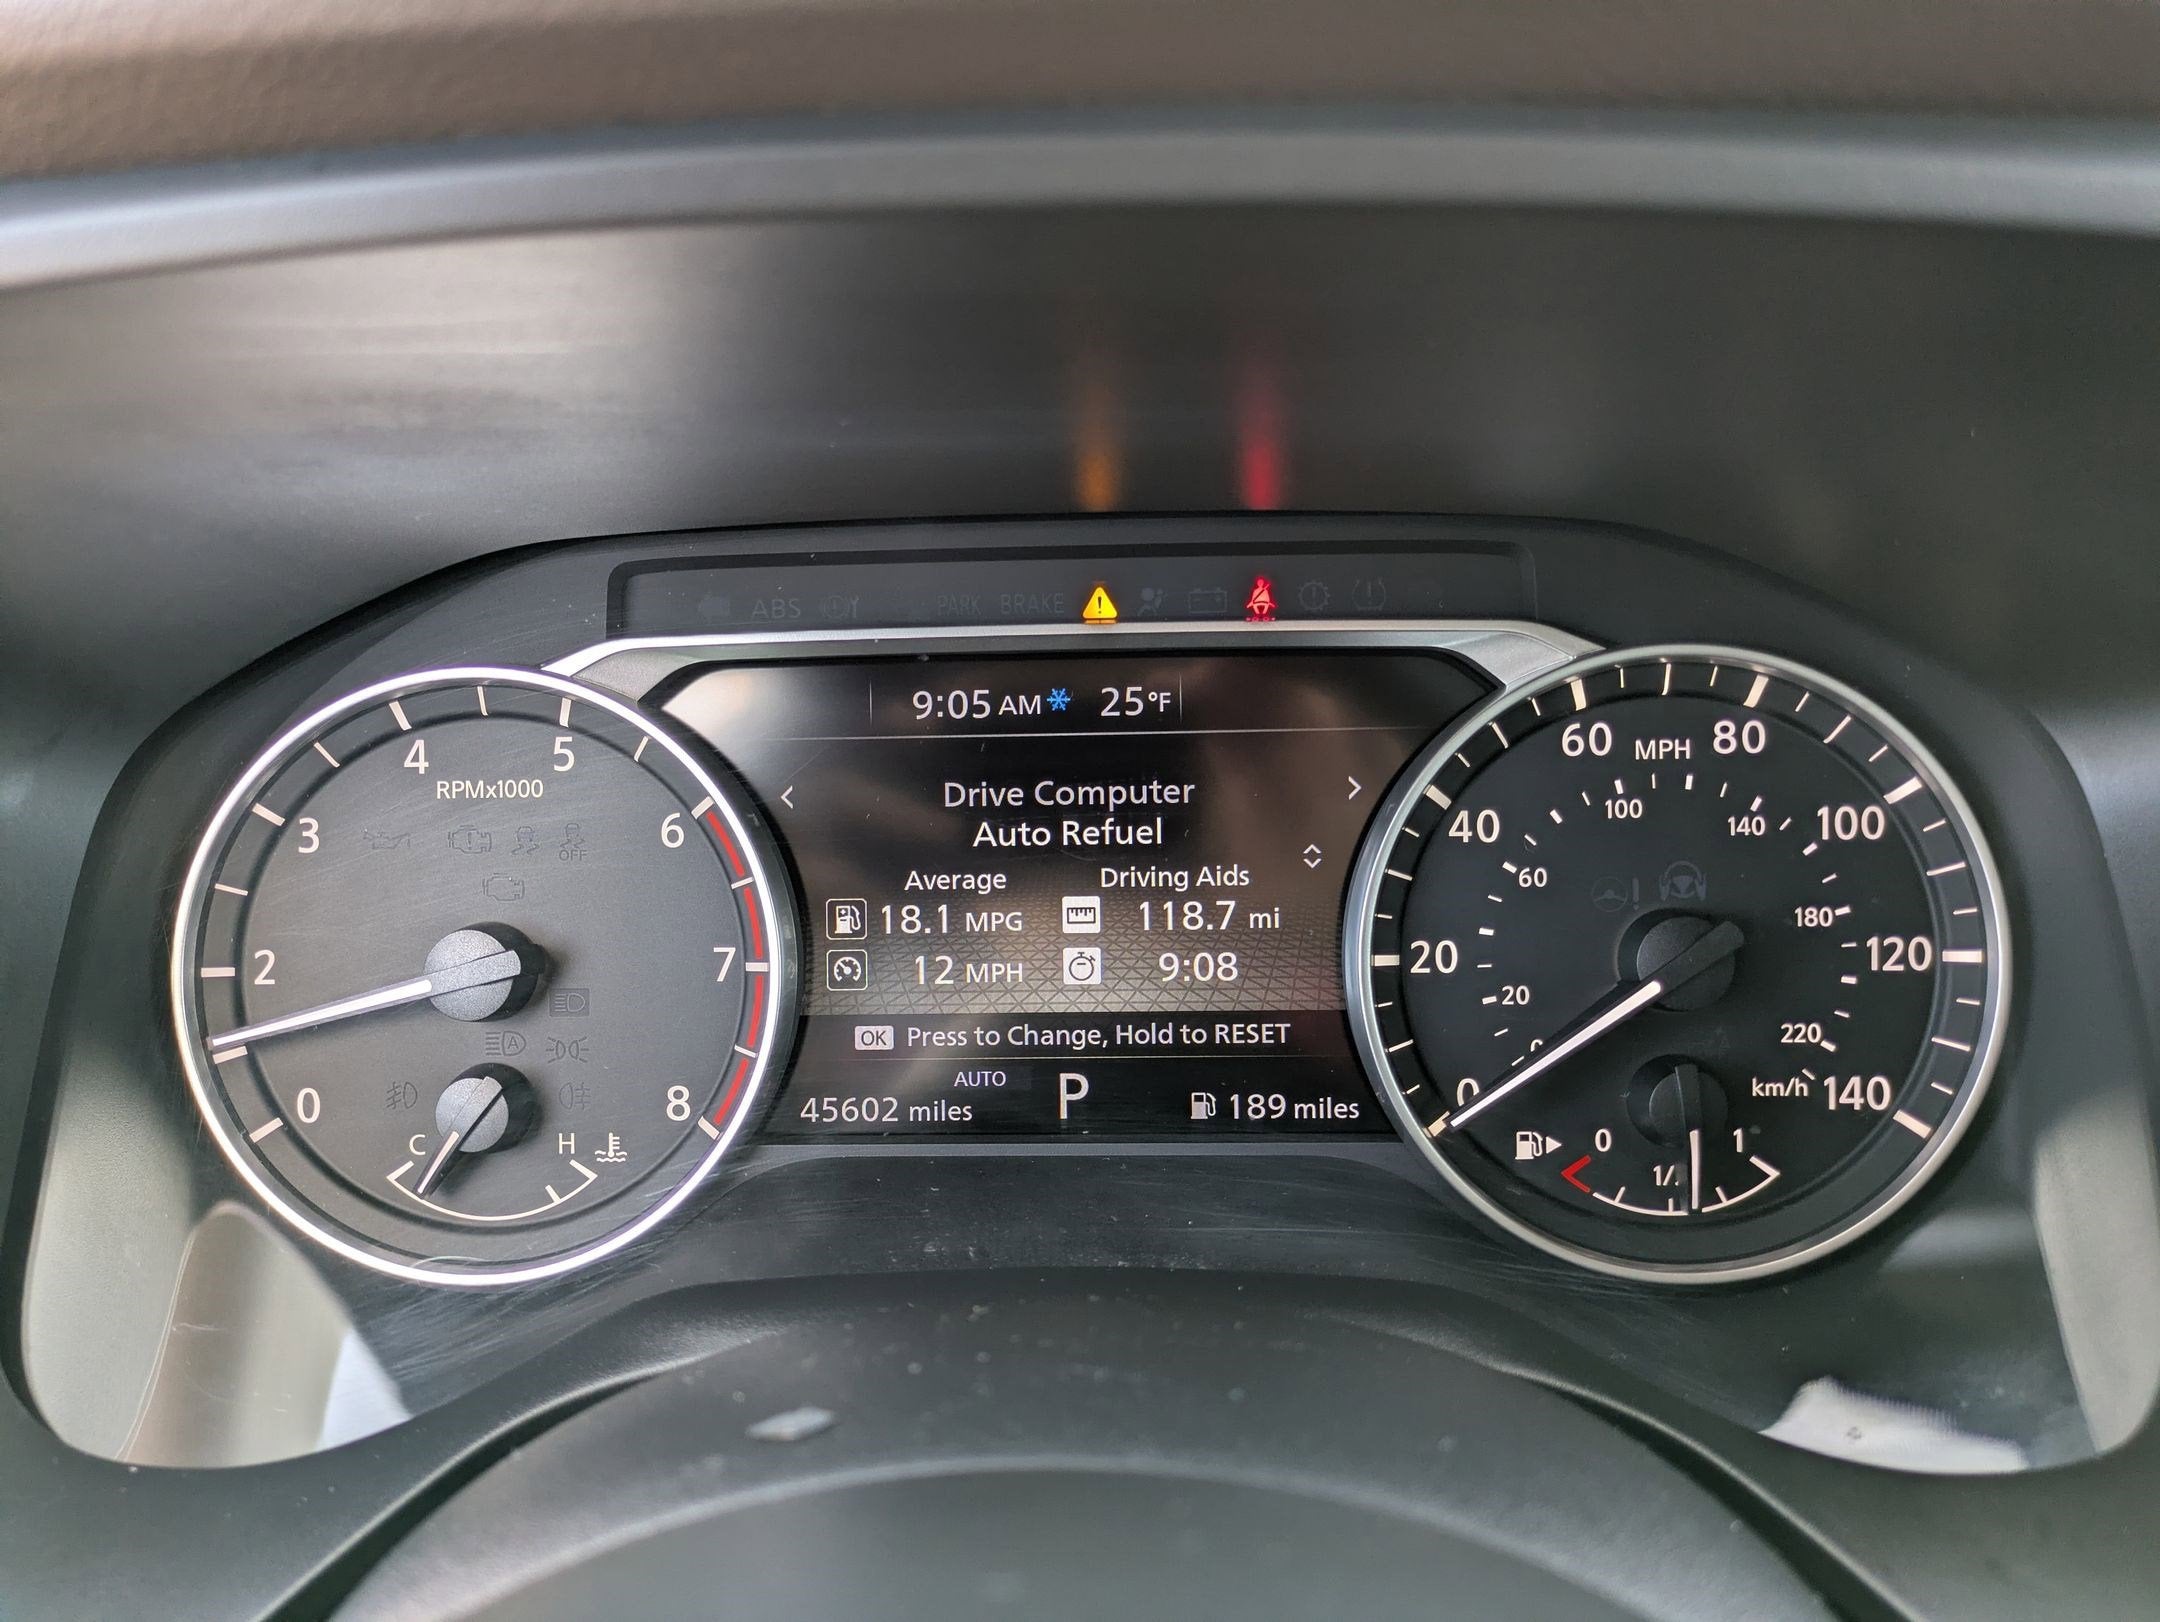 ABS
PARK BRAKE
9:05 AM 25°F
Drive Computer
Auto Refuel
Average Driving Aids
18.1 MPG 118.7 mi
12 MPH 9:08
OK Press to Change, Hold to RESET
AUTO
45602 miles P 189 miles
4 5
RPMx1000
3 6
OFF
2 7
A
0 8
C H
60 MPH 80
100 140
40 100
60
180
20 120
20
220
0
0 km/h 140
0 1
1/